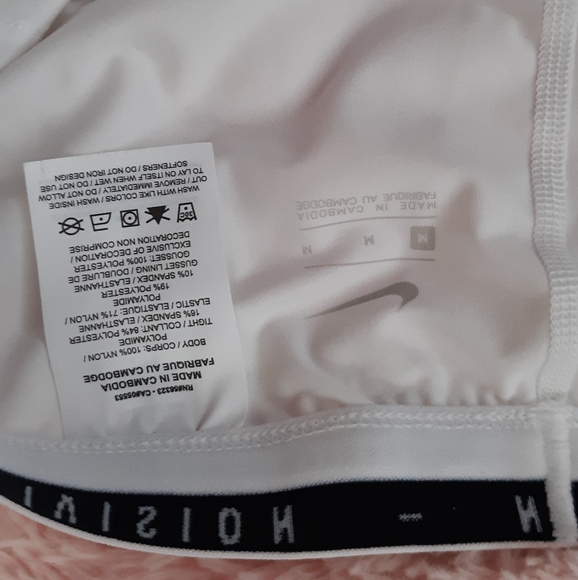 RN#56323 - CA#05553
MADE IN CAMBODIA
FABRIQUE AU CAMBODGE
BODY / CORPS: 100% NYLON /
POLYAMIDE
TIGHT / COLLANT: 84% POLYESTER
16% SPANDEX / ELASTHANNE
ELASTIC / ELASTIQUE: 71% NYLON /
POLYAMIDE
19% POLYESTER
10% SPANDEX / ELASTHANNE
GUSSET LINING / DOUBLURE DE
GUSSET: 100% POLYESTER
EXCLUSIVE OF DECORATION /
DECORATION NON COMPRISE
WASH WITH LIKE COLORS / WASH INSIDE
OUT / REMOVE IMMEDIATELY / DO NOT ALLOW
TO LAY ON ITSELF WHEN WET / DO NOT USE
SOFTENERS / DO NOT IRON DESIGN
M M M
MADE IN CAMBODIA
FABRIQUE AU CAMBODGE
IVISION - N